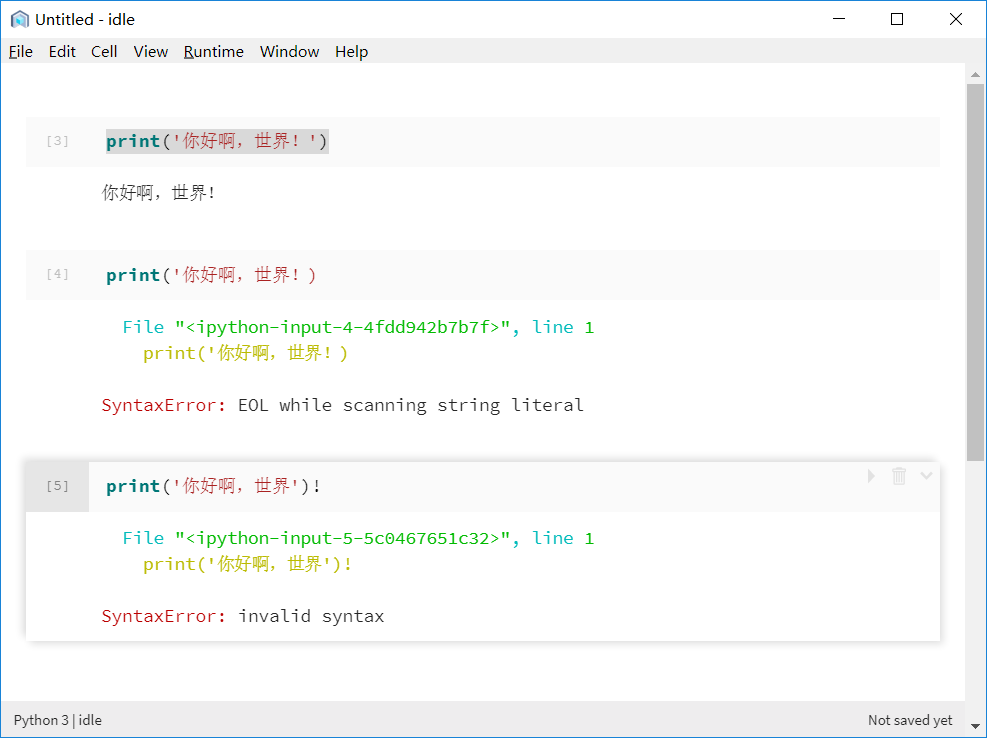 Untitled - idle
File Edit Cell View Runtime Window Help
[3] print('你好啊，世界！')
你好啊，世界！
[4] print('你好啊，世界！)
File "<ipython-input-4-4fdd942b7b7f>", line 1
print('你好啊，世界！)
SyntaxError: EOL while scanning string literal
[5] print('你好啊，世界')!
File "<ipython-input-5-5c0467651c32>", line 1
print('你好啊，世界')!
SyntaxError: invalid syntax
Python 3 | idle Not saved yet